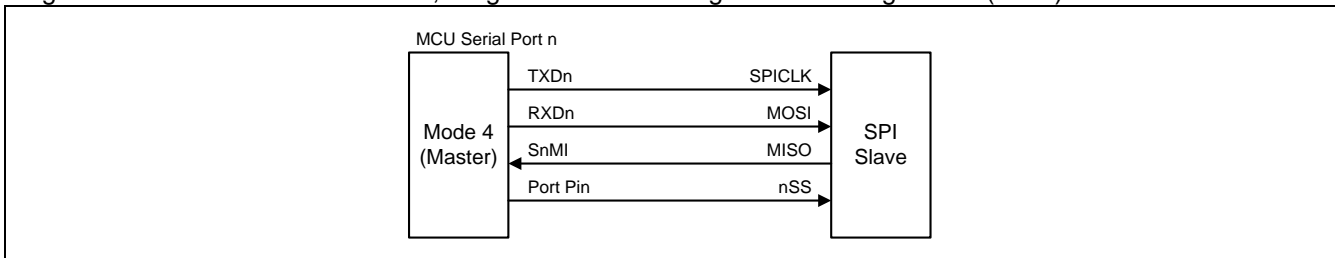 MCU Serial Port n
TXDn SPICLK
RXDn MOSI
Mode 4 SPI
(Master) Slave
SnMI MISO
Port Pin nSS